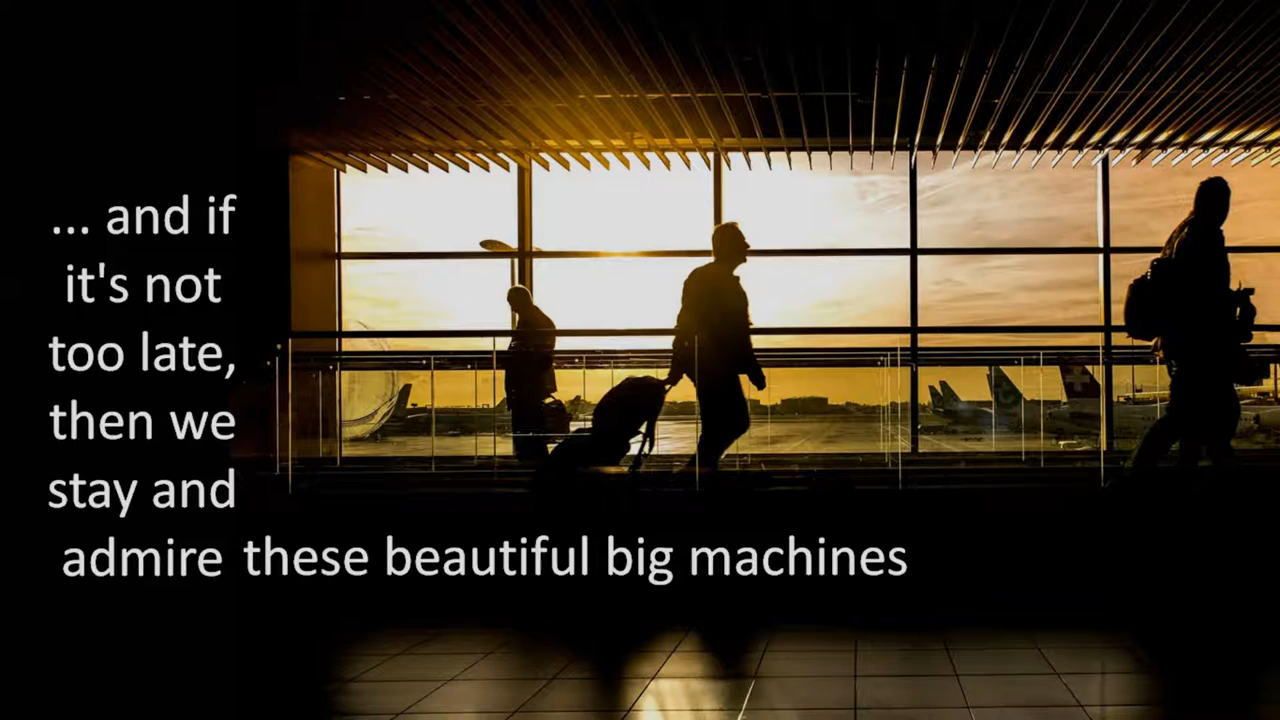 ... and if
it's not
too late,
then we
stay and
admire these beautiful big machines